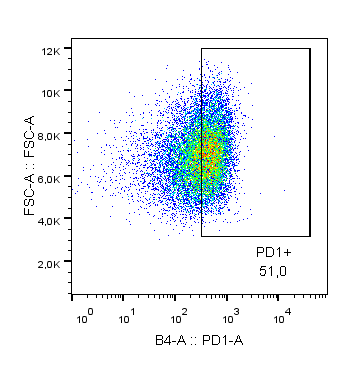 12K
10K
8,0K
6,0K
4,0K
2,0K
FSC-A :: FSC-A
10^0 10^1 10^2 10^3 10^4
B4-A :: PD1-A
PD1+
51,0